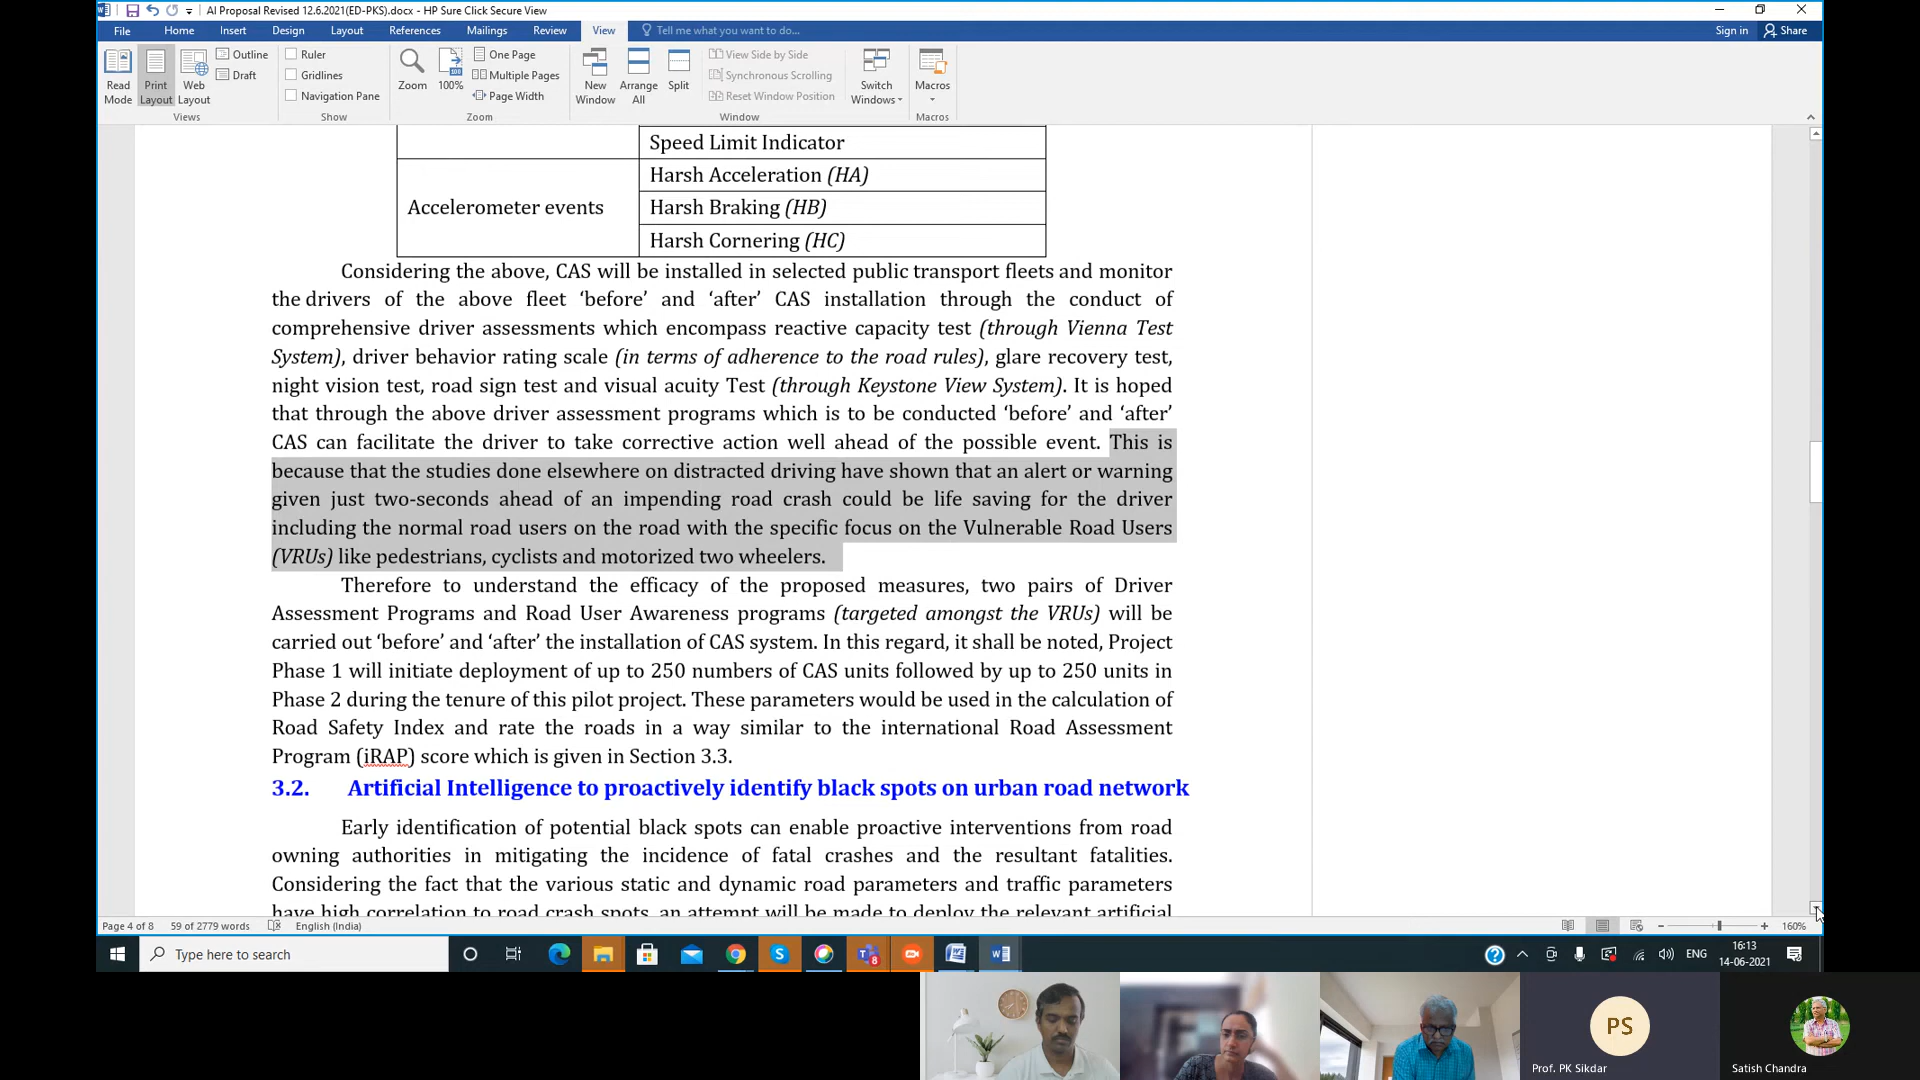 AI Proposal Revised 12.6.2021(ED-PKS).docx - HP Sure Click Secure View
File Home Insert Design Layout References Mailings Review View Tell me what you want to do... Sign in Share
Read Mode
Print Layout
Web Layout
Outline
Draft
Views
Ruler
Gridlines
Navigation Pane
Show
Zoom
100%
One Page
Multiple Pages
Page Width
Zoom
New Window
Arrange All
Split
View Side by Side
Synchronous Scrolling
Reset Window Position
Window
Switch Windows
Macros
Macros
Speed Limit Indicator
Accelerometer events
Harsh Acceleration (HA)
Harsh Braking (HB)
Harsh Cornering (HC)
Considering the above, CAS will be installed in selected public transport fleets and monitor
the drivers of the above fleet ‘before’ and ‘after’ CAS installation through the conduct of
comprehensive driver assessments which encompass reactive capacity test (through Vienna Test
System), driver behavior rating scale (in terms of adherence to the road rules), glare recovery test,
night vision test, road sign test and visual acuity Test (through Keystone View System). It is hoped
that through the above driver assessment programs which is to be conducted ‘before’ and ‘after’
CAS can facilitate the driver to take corrective action well ahead of the possible event. This is
because that the studies done elsewhere on distracted driving have shown that an alert or warning
given just two-seconds ahead of an impending road crash could be life saving for the driver
including the normal road users on the road with the specific focus on the Vulnerable Road Users
(VRUs) like pedestrians, cyclists and motorized two wheelers.
Therefore to understand the efficacy of the proposed measures, two pairs of Driver
Assessment Programs and Road User Awareness programs (targeted amongst the VRUs) will be
carried out ‘before’ and ‘after’ the installation of CAS system. In this regard, it shall be noted, Project
Phase 1 will initiate deployment of up to 250 numbers of CAS units followed by up to 250 units in
Phase 2 during the tenure of this pilot project. These parameters would be used in the calculation of
Road Safety Index and rate the roads in a way similar to the international Road Assessment
Program (iRAP) score which is given in Section 3.3.
3.2. Artificial Intelligence to proactively identify black spots on urban road network
Early identification of potential black spots can enable proactive interventions from road
owning authorities in mitigating the incidence of fatal crashes and the resultant fatalities.
Considering the fact that the various static and dynamic road parameters and traffic parameters
have high correlation to road crash spots, an attempt will be made to deploy the relevant artificial
Page 4 of 8 59 of 2779 words English (India) 160%
Type here to search
8
ENG
16:13
14-06-2021
PS
Prof. PK Sikdar
Satish Chandra